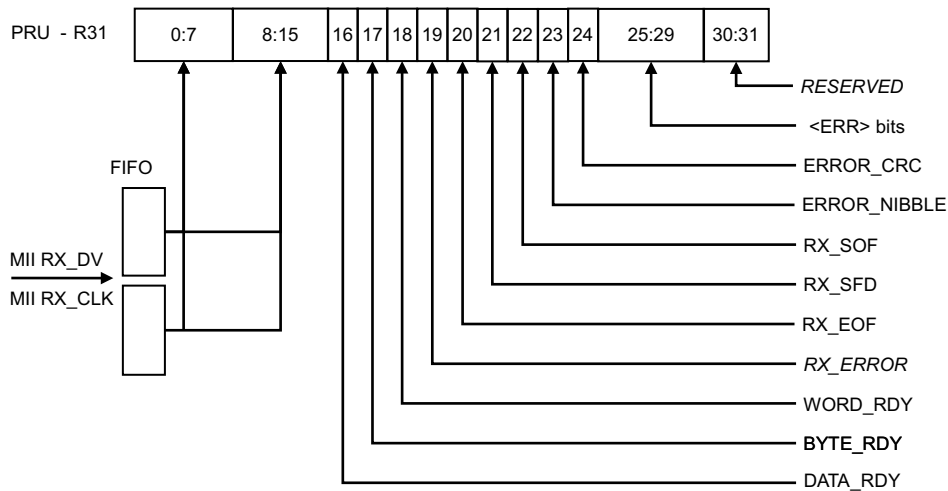 PRU - R31 0:7 8:15 16 17 18 19 20 21 22 23 24 25:29 30:31
RESERVED
<ERR> bits
ERROR_CRC
FIFO
ERROR_NIBBLE
RX_SOF
MII RX_DV
RX_SFD
MII RX_CLK
RX_EOF
RX_ERROR
WORD_RDY
BYTE_RDY
DATA_RDY